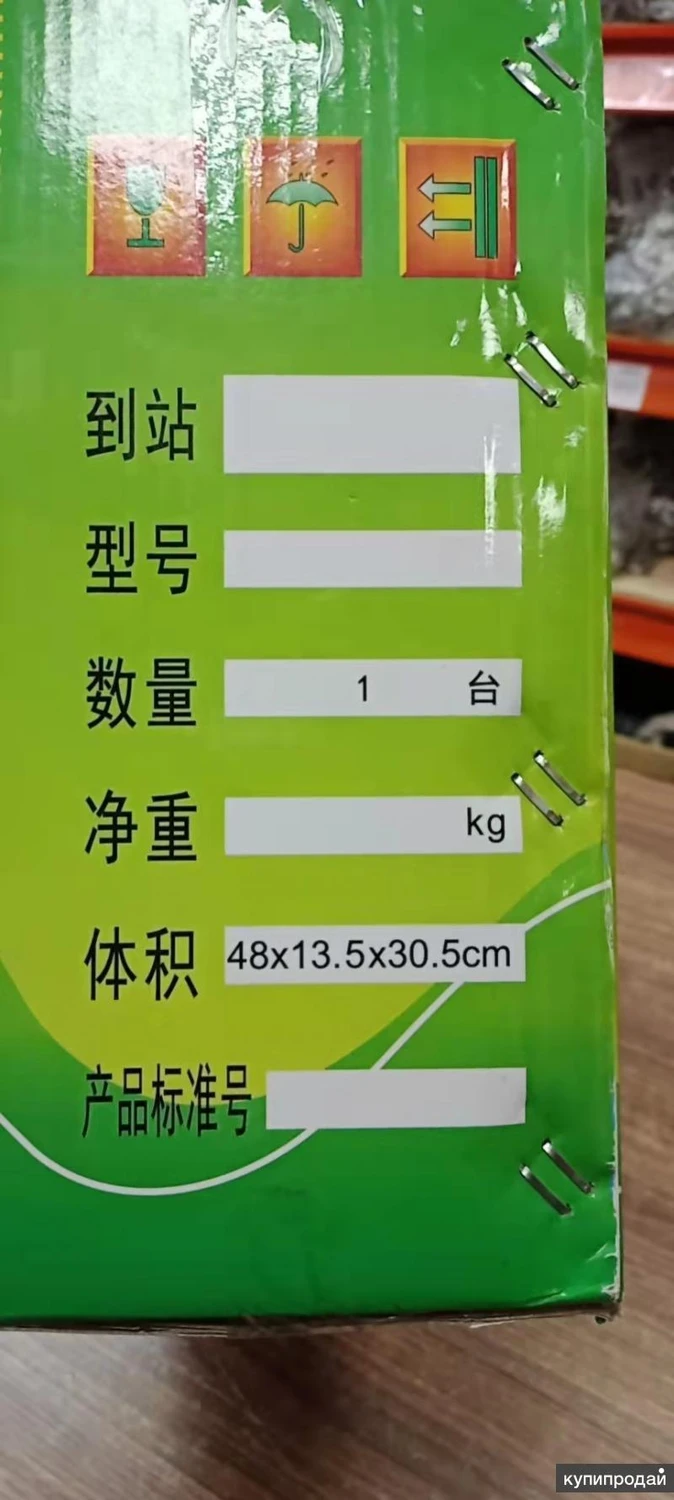 到站
型号
数量 1 台
净重 kg
体积 48x13.5x30.5cm
产品标准号
купипродай